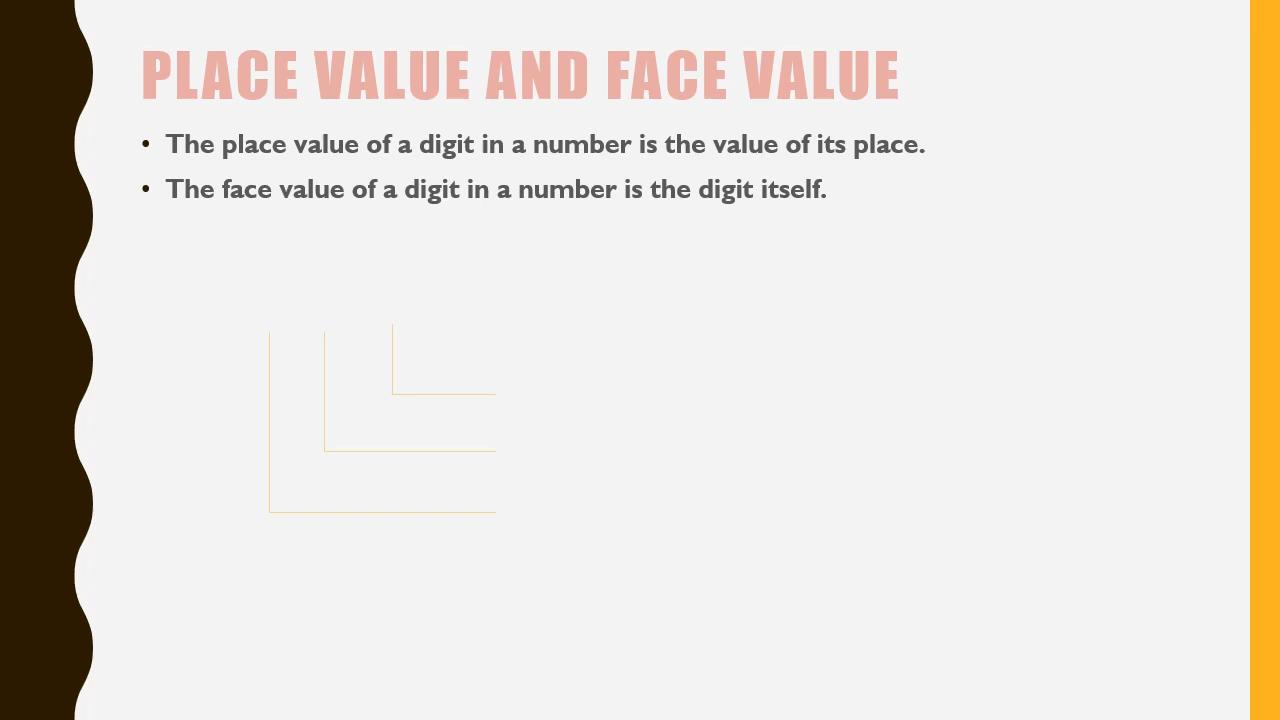 PLACE VALUE AND FACE VALUE
• The place value of a digit in a number is the value of its place.
• The face value of a digit in a number is the digit itself.